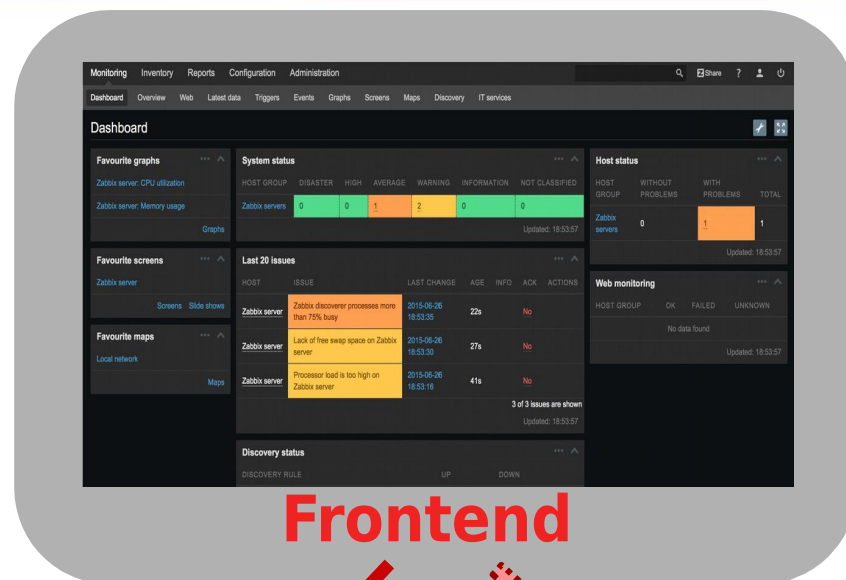 Monitoring Inventory Reports Configuration Administration ZShare ?
Dashboard Overview Web Latest data Triggers Events Graphs Screens Maps Discovery IT services
Dashboard
Favourite graphs
Zabbix server: CPU utilization
Zabbix server: Memory usage
Graphs
Favourite screens
Zabbix server
Screens Slide shows
Favourite maps
Local network
Maps
System status
HOST GROUP DISASTER HIGH AVERAGE WARNING INFORMATION NOT CLASSIFIED
Zabbix servers 0 0 1 2 0 0
Updated: 18:53:57
Last 20 issues
HOST ISSUE LAST CHANGE AGE INFO ACK ACTIONS
Zabbix server Zabbix discoverer processes more 2015-06-26 22s No
than 75% busy 18:53:35
Zabbix server Lack of free swap space on Zabbix 2015-06-26 27s No
server 18:53:30
Zabbix server Processor load is too high on 2015-06-26 41s No
Zabbix server 18:53:16
3 of 3 issues are shown
Updated: 18:53:57
Discovery status
DISCOVERY RULE UP DOWN
Host status
HOST WITHOUT WITH
GROUP PROBLEMS PROBLEMS TOTAL
Zabbix 0 1 1
servers
Updated: 18:53:57
Web monitoring
HOST GROUP OK FAILED UNKNOWN
No data found
Updated: 18:53:57
Frontend